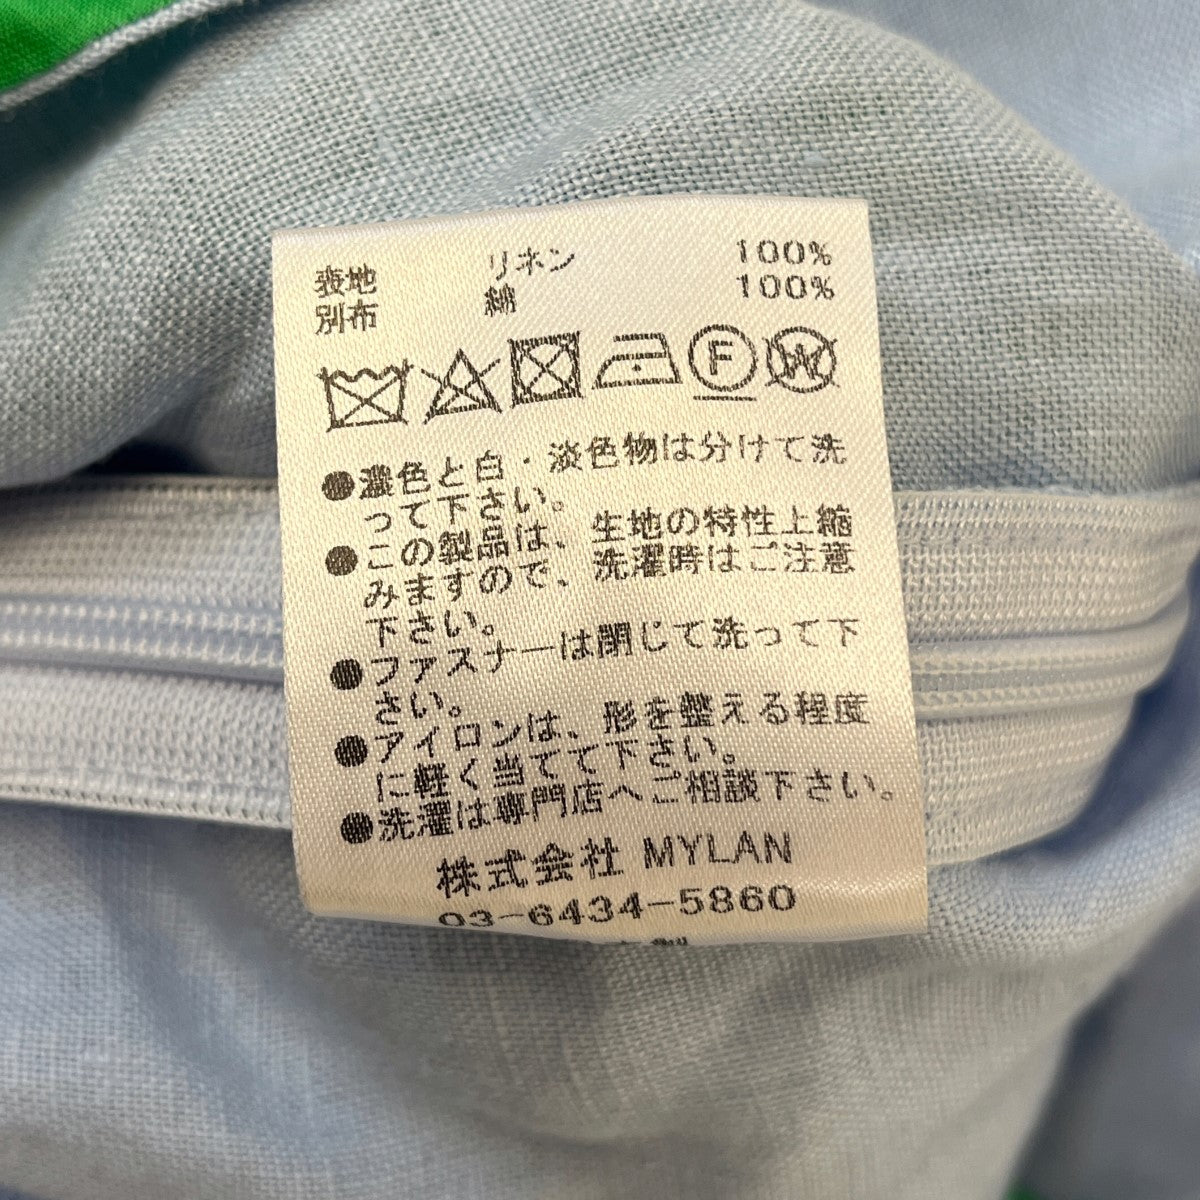 表地 リネン 100%
別布 綿 100%
F W
●濃色と白・淡色物は分けて洗
って下さい。
●この製品は、生地の特性上縮
みますので、洗濯時はご注意
下さい。
●ファスナーは閉じて洗って下
さい。
●アイロンは、形を整える程度
に軽く当てて下さい。
●洗濯は専門店へご相談下さい。
株式会社 MYLAN
03-6434-5860